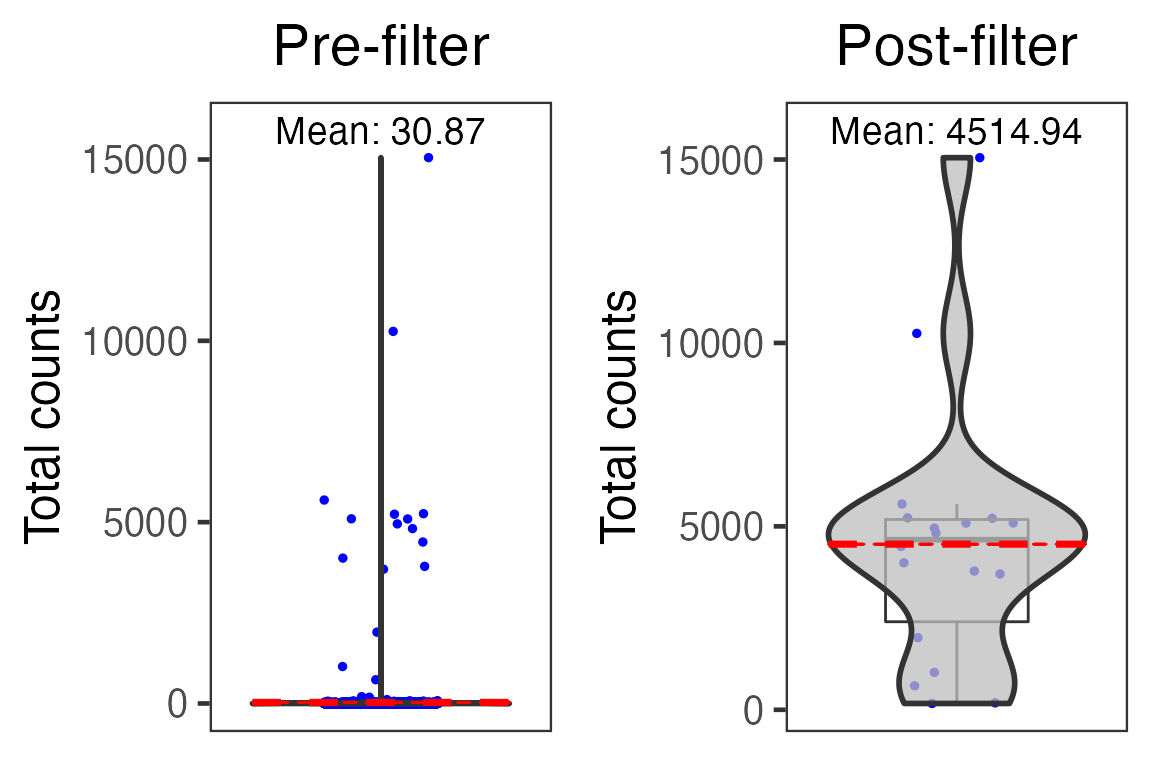 Pre-filter
Mean: 30.87
15000
10000
5000
0
Total counts
Post-filter
Mean: 4514.94
15000
10000
5000
0
Total counts